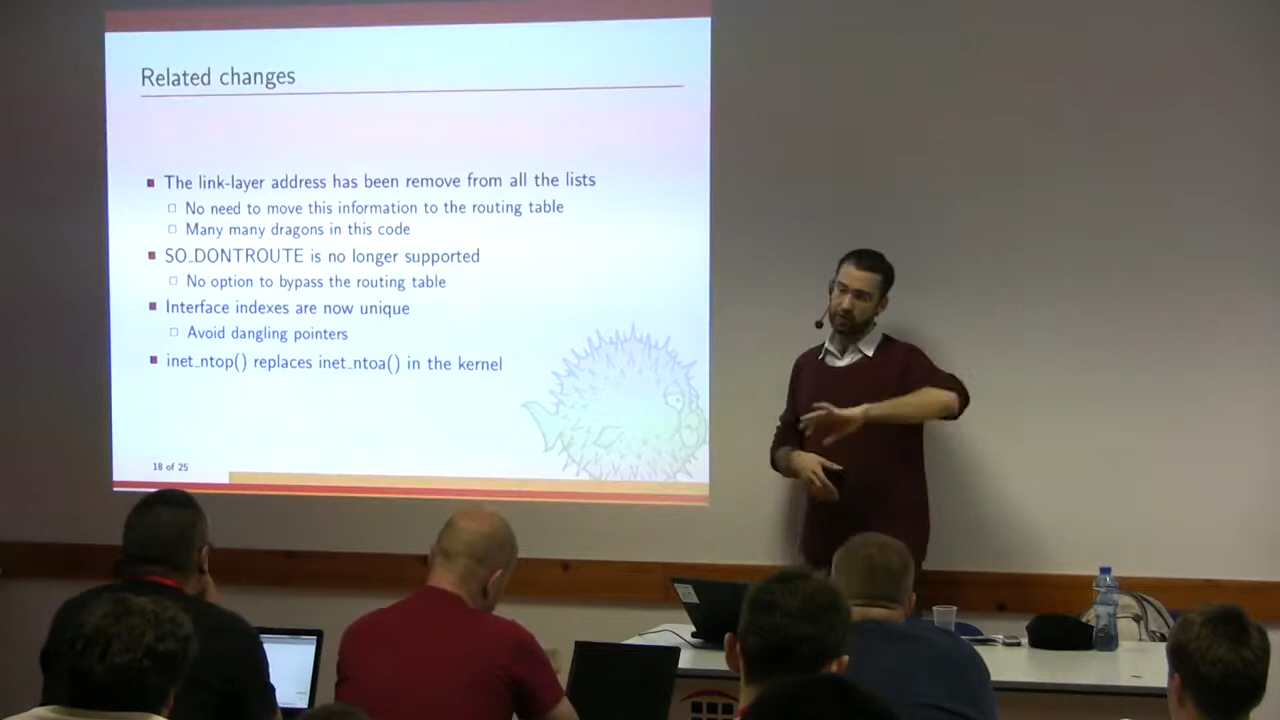 Related changes
The link-layer address has been remove from all the lists
No need to move this information to the routing table
Many many dragons in this code
SO_DONTROUTE is no longer supported
No option to bypass the routing table
Interface indexes are now unique
Avoid dangling pointers
inet_ntop() replaces inet_ntoa() in the kernel
18 of 25